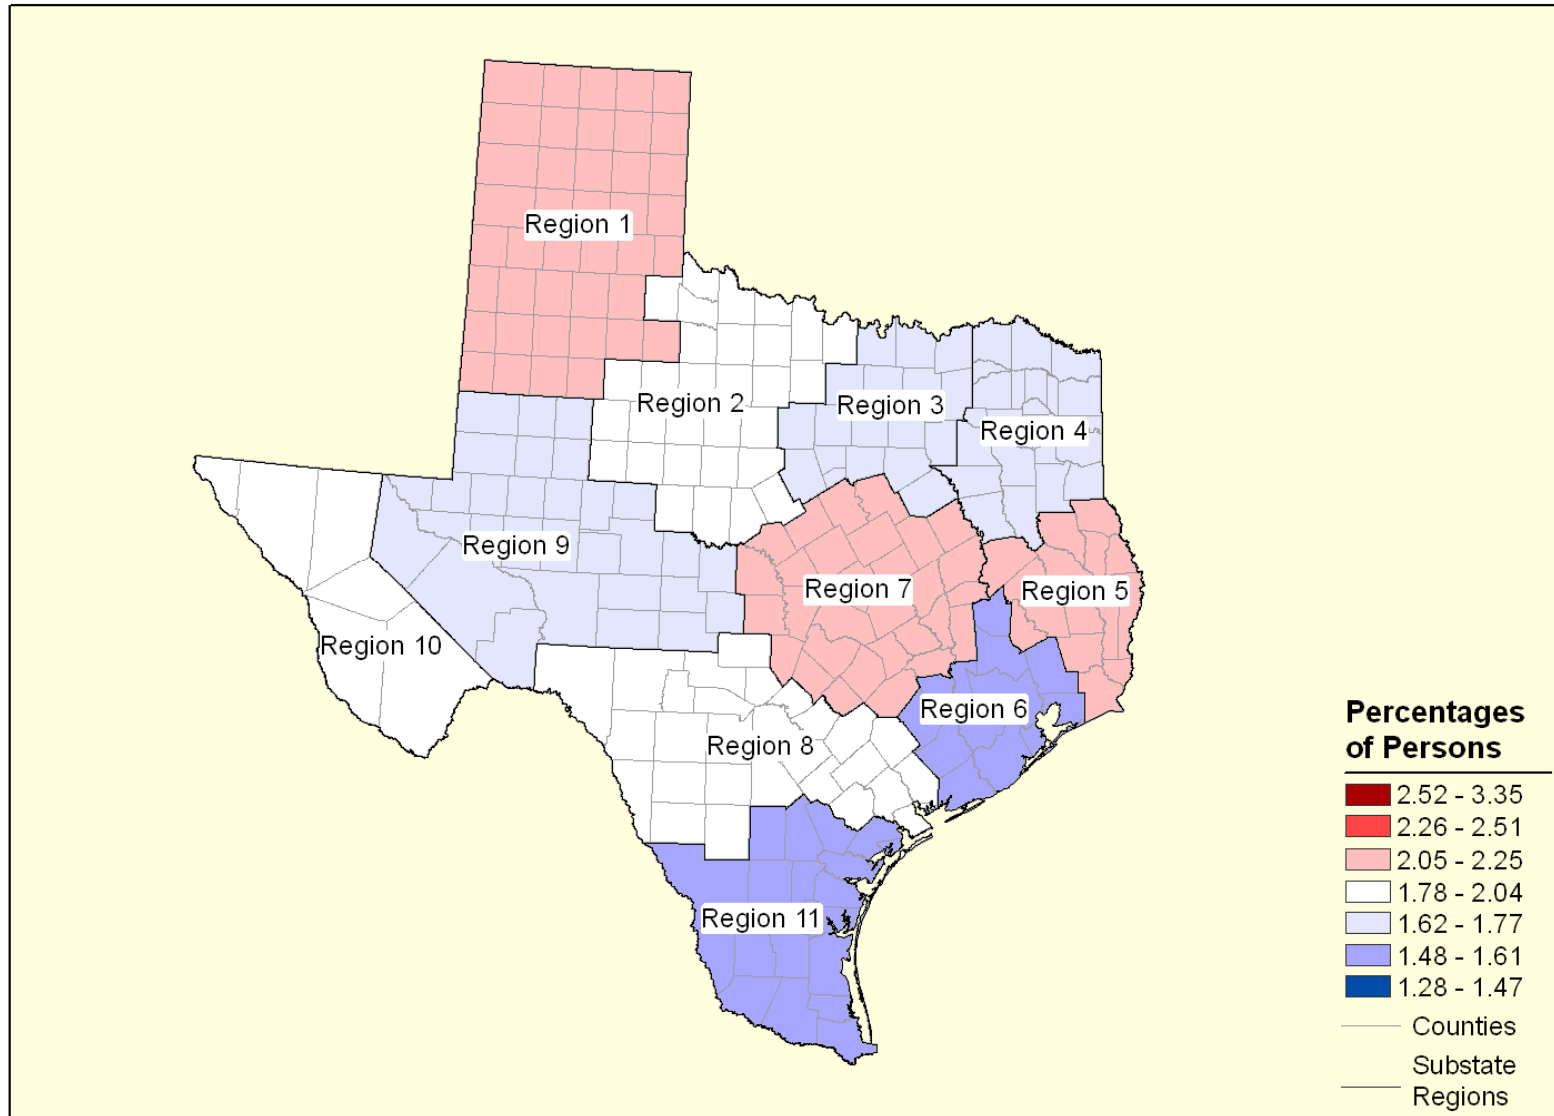 Region 1
Region 2
Region 3
Region 4
Region 9
Region 7
Region 5
Region 10
Region 6
Region 8
Region 11
Percentages
of Persons
2.52 - 3.35
2.26 - 2.51
2.05 - 2.25
1.78 - 2.04
1.62 - 1.77
1.48 - 1.61
1.28 - 1.47
Counties
Substate
Regions